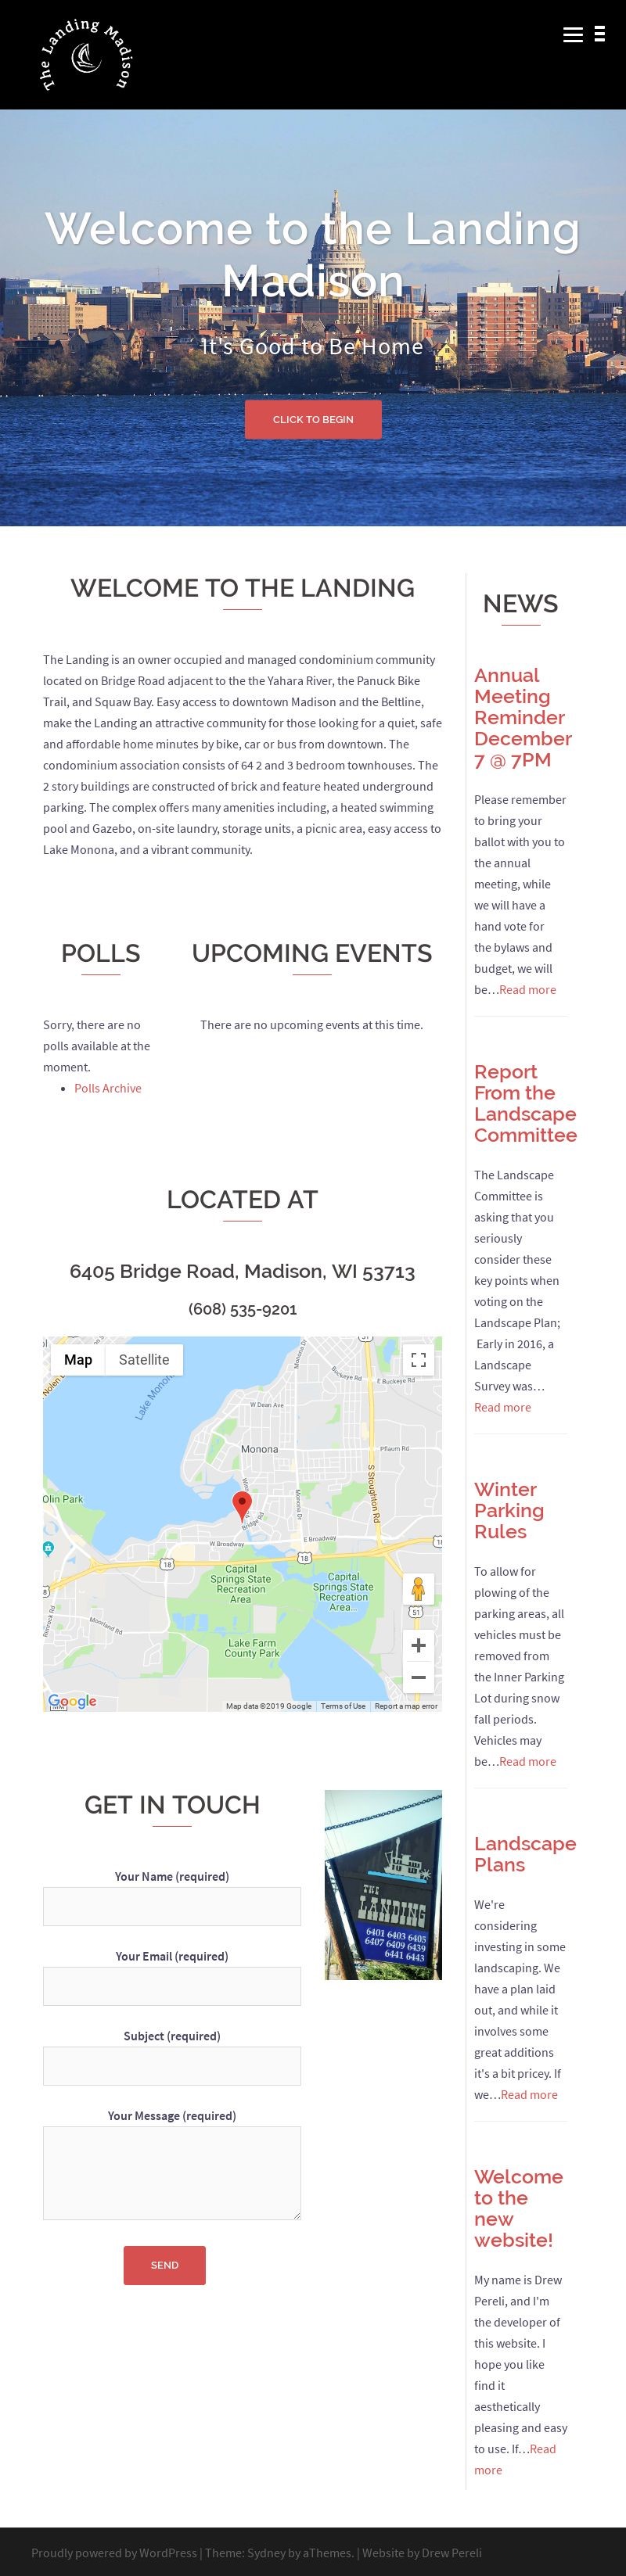 The Landing Madison
Welcome to the Landing
Madison
It's Good to Be Home
CLICK TO BEGIN
WELCOME TO THE LANDING
The Landing is an owner occupied and managed condominium community
located on Bridge Road adjacent to the the Yahara River, the Panuck Bike
Trail, and Squaw Bay. Easy access to downtown Madison and the Beltline,
make the Landing an attractive community for those looking for a quiet, safe
and affordable home minutes by bike, car or bus from downtown. The
condominium association consists of 64 2 and 3 bedroom townhouses. The
2 story buildings are constructed of brick and feature heated underground
parking. The complex offers many amenities including, a heated swimming
pool and Gazebo, on-site laundry, storage units, a picnic area, easy access to
Lake Monona, and a vibrant community.
POLLS
Sorry, there are no
polls available at the
moment.
• Polls Archive
UPCOMING EVENTS
There are no upcoming events at this time.
LOCATED AT
6405 Bridge Road, Madison, WI 53713
(608) 535-9201
Map
Satellite
Nolen
Lake Monona
Monona Dr
Buckeye Rd
E Buckeye Rd
W Dean Ave
Monona
Pflaum Rd
S Stoughton Rd
Olin Park
Bridge Rd
W Broadway
E Broadway
18
18
18
Capital
Springs State
Recreation
Area
Capital
Springs State
Recreation
Area
51
Moorland Rd
Lake Farm
County Park
Google
Map data ©2019 Google
Terms of Use
Report a map error
GET IN TOUCH
Your Name (required)
Your Email (required)
Subject (required)
Your Message (required)
SEND
THE
LANDING
6401 6403 6405
6407 6409 6439
6441 6443
NEWS
Annual
Meeting
Reminder
December
7 @ 7PM
Please remember
to bring your
ballot with you to
the annual
meeting, while
we will have a
hand vote for
the bylaws and
budget, we will
be…Read more
Report
From the
Landscape
Committee
The Landscape
Committee is
asking that you
seriously
consider these
key points when
voting on the
Landscape Plan;
Early in 2016, a
Landscape
Survey was…
Read more
Winter
Parking
Rules
To allow for
plowing of the
parking areas, all
vehicles must be
removed from
the Inner Parking
Lot during snow
fall periods.
Vehicles may
be…Read more
Landscape
Plans
We're
considering
investing in some
landscaping. We
have a plan laid
out, and while it
involves some
great additions
it's a bit pricey. If
we…Read more
Welcome
to the
new
website!
My name is Drew
Pereli, and I'm
the developer of
this website. I
hope you like
find it
aesthetically
pleasing and easy
to use. If…Read
more
Proudly powered by WordPress | Theme: Sydney by aThemes. | Website by Drew Pereli